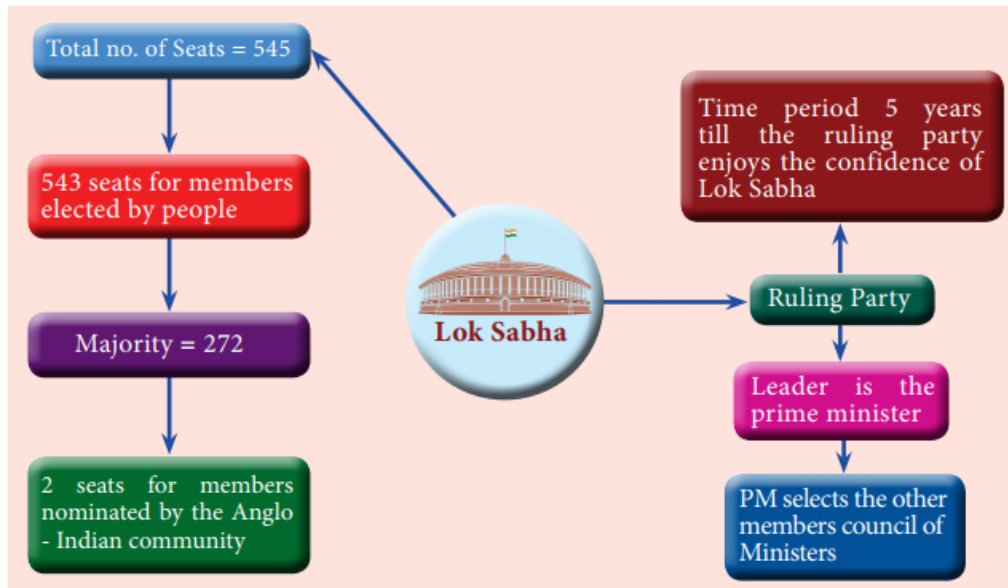 Total no. of Seats = 545
543 seats for members
elected by people
Majority = 272
2 seats for members
nominated by the Anglo
- Indian community
Lok Sabha
Time period 5 years
till the ruling party
enjoys the confidence of
Lok Sabha
Ruling Party
Leader is the
prime minister
PM selects the other
members council of
Ministers